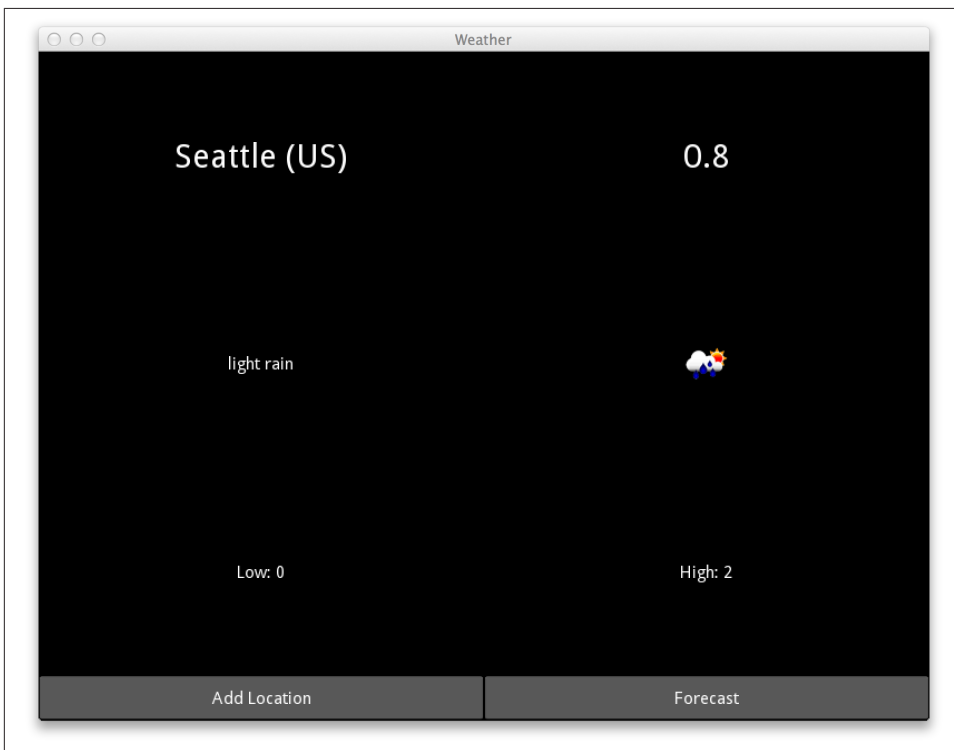 Weather
Seattle (US) 0.8
light rain
Low: 0 High: 2
Add Location Forecast